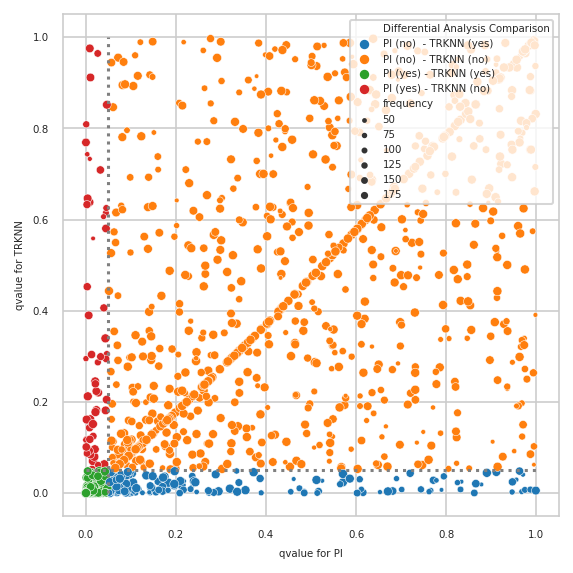 Differential Analysis Comparison
PI (no) - TRKNN (yes)
PI (no) - TRKNN (no)
PI (yes) - TRKNN (yes)
PI (yes) - TRKNN (no)
frequency
50
75
100
125
150
175
1.0
0.8
0.6
0.4
0.2
0.0
qvalue for TRKNN
0.0 0.2 0.4 0.6 0.8 1.0
qvalue for PI